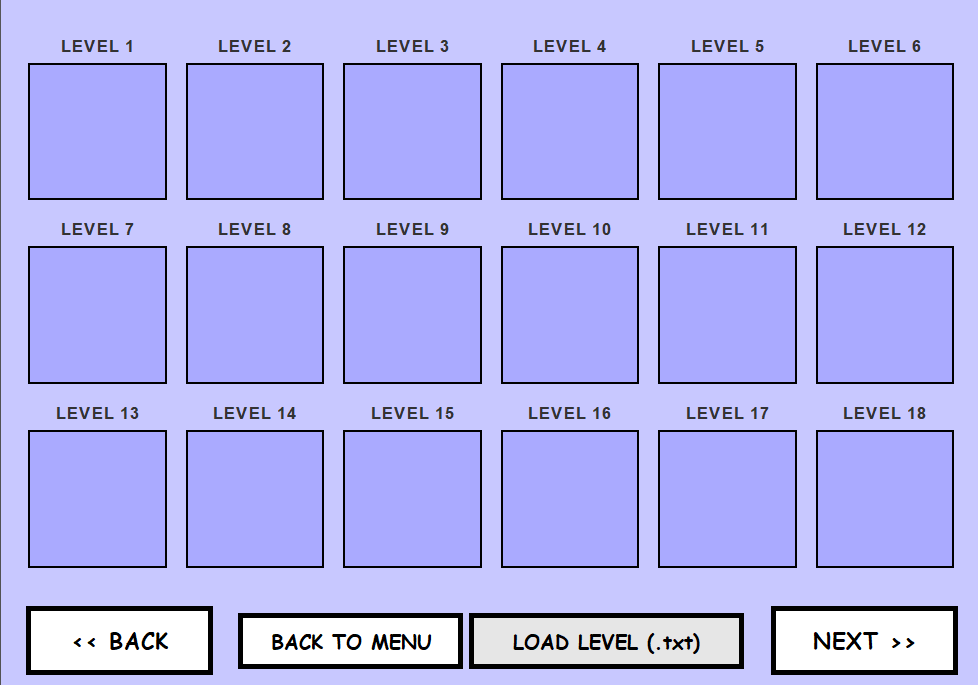 LEVEL 1 LEVEL 2 LEVEL 3 LEVEL 4 LEVEL 5 LEVEL 6
LEVEL 7 LEVEL 8 LEVEL 9 LEVEL 10 LEVEL 11 LEVEL 12
LEVEL 13 LEVEL 14 LEVEL 15 LEVEL 16 LEVEL 17 LEVEL 18
<< BACK BACK TO MENU LOAD LEVEL (.txt) NEXT >>